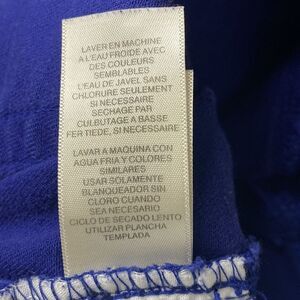 LAVER EN MACHINE
A L'EAU FROIDE AVEC
DES COULEURS
SEMBLABLES
L'EAU DE JAVEL SANS
CHLORURE SEULEMENT
SI NECESSAIRE
SECHAGE PAR
CULBUTAGE A BASSE
FER TIEDE, SI NECESSAIRE
LAVAR A MAQUINA CON
AGUA FRIA Y COLORES
SIMILARES
USAR SOLAMENTE
BLANQUEADOR SIN
CLORO CUANDO
SEA NECESARIO
CICLO DE SECADO LENTO
UTILIZAR PLANCHA
TEMPLADA